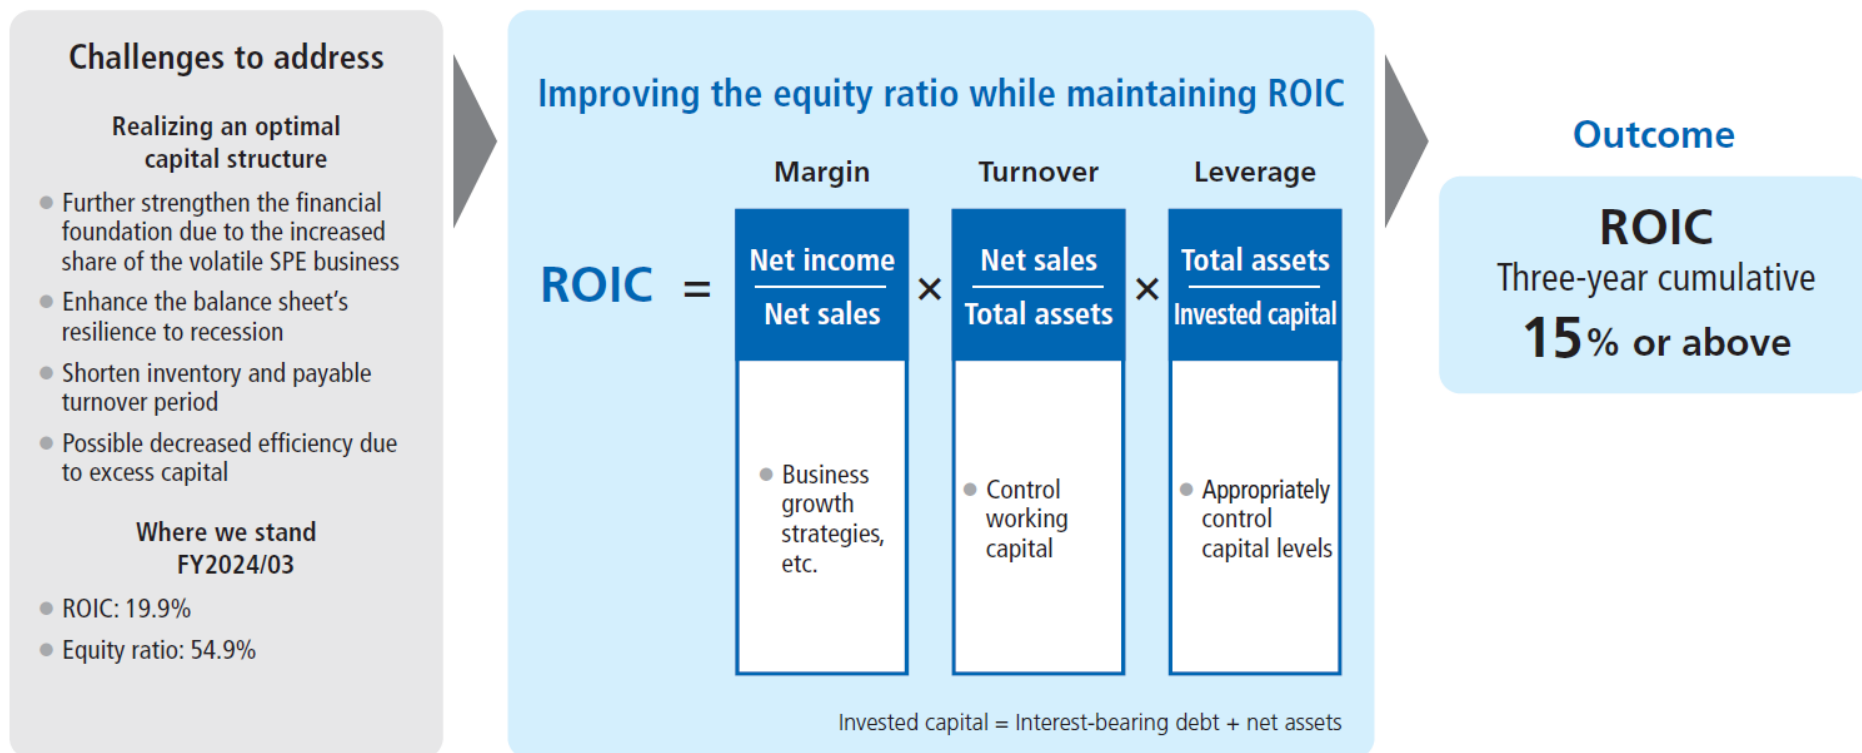 Challenges to address
Realizing an optimal
capital structure
● Further strengthen the financial
foundation due to the increased
share of the volatile SPE business
● Enhance the balance sheet’s
resilience to recession
● Shorten inventory and payable
turnover period
● Possible decreased efficiency due
to excess capital
Where we stand
FY2024/03
● ROIC: 19.9%
● Equity ratio: 54.9%
Improving the equity ratio while maintaining ROIC
ROIC
=
Margin
Net income
Net sales
● Business
growth
strategies,
etc.
×
Turnover
Net sales
Total assets
● Control
working
capital
×
Leverage
Total assets
Invested capital
● Appropriately
control
capital levels
Invested capital = Interest-bearing debt + net assets
Outcome
ROIC
Three-year cumulative
15% or above